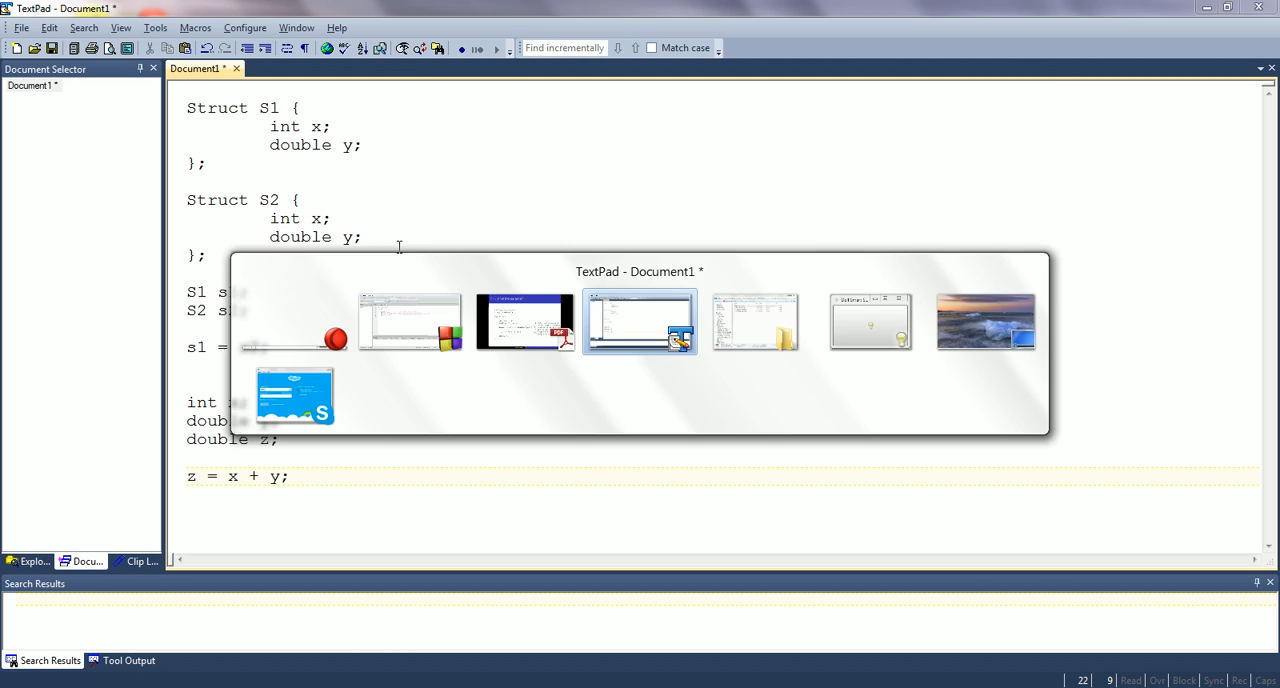 TextPad - Document1 *
File Edit Search View Tools Macros Configure Window Help
Find incrementally Match case
Document Selector
Document1 *
Document1 *
Struct S1 {
int x;
double y;
};
Struct S2 {
int x;
double y;
};
TextPad - Document1 *
S1
S2
s1 =
int
double z;
z = x + y;
Explo... Docu... Clip L...
Search Results
Search Results Tool Output
22 9 Read Ovr Block Sync Rec Caps